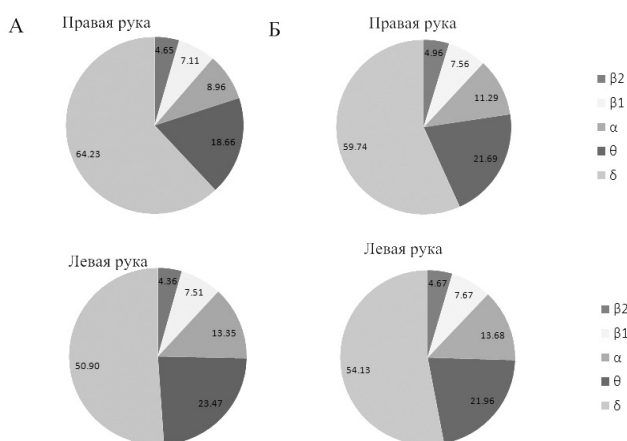 А
Правая рука
4.65
7.11
8.96
18.66
64.23
Б
Правая рука
4.96
7.56
11.29
21.69
59.74
β2
β1
α
θ
δ
Левая рука
4.36
7.51
13.35
23.47
50.90
Левая рука
4.67
7.67
13.68
21.96
54.13
β2
β1
α
θ
δ